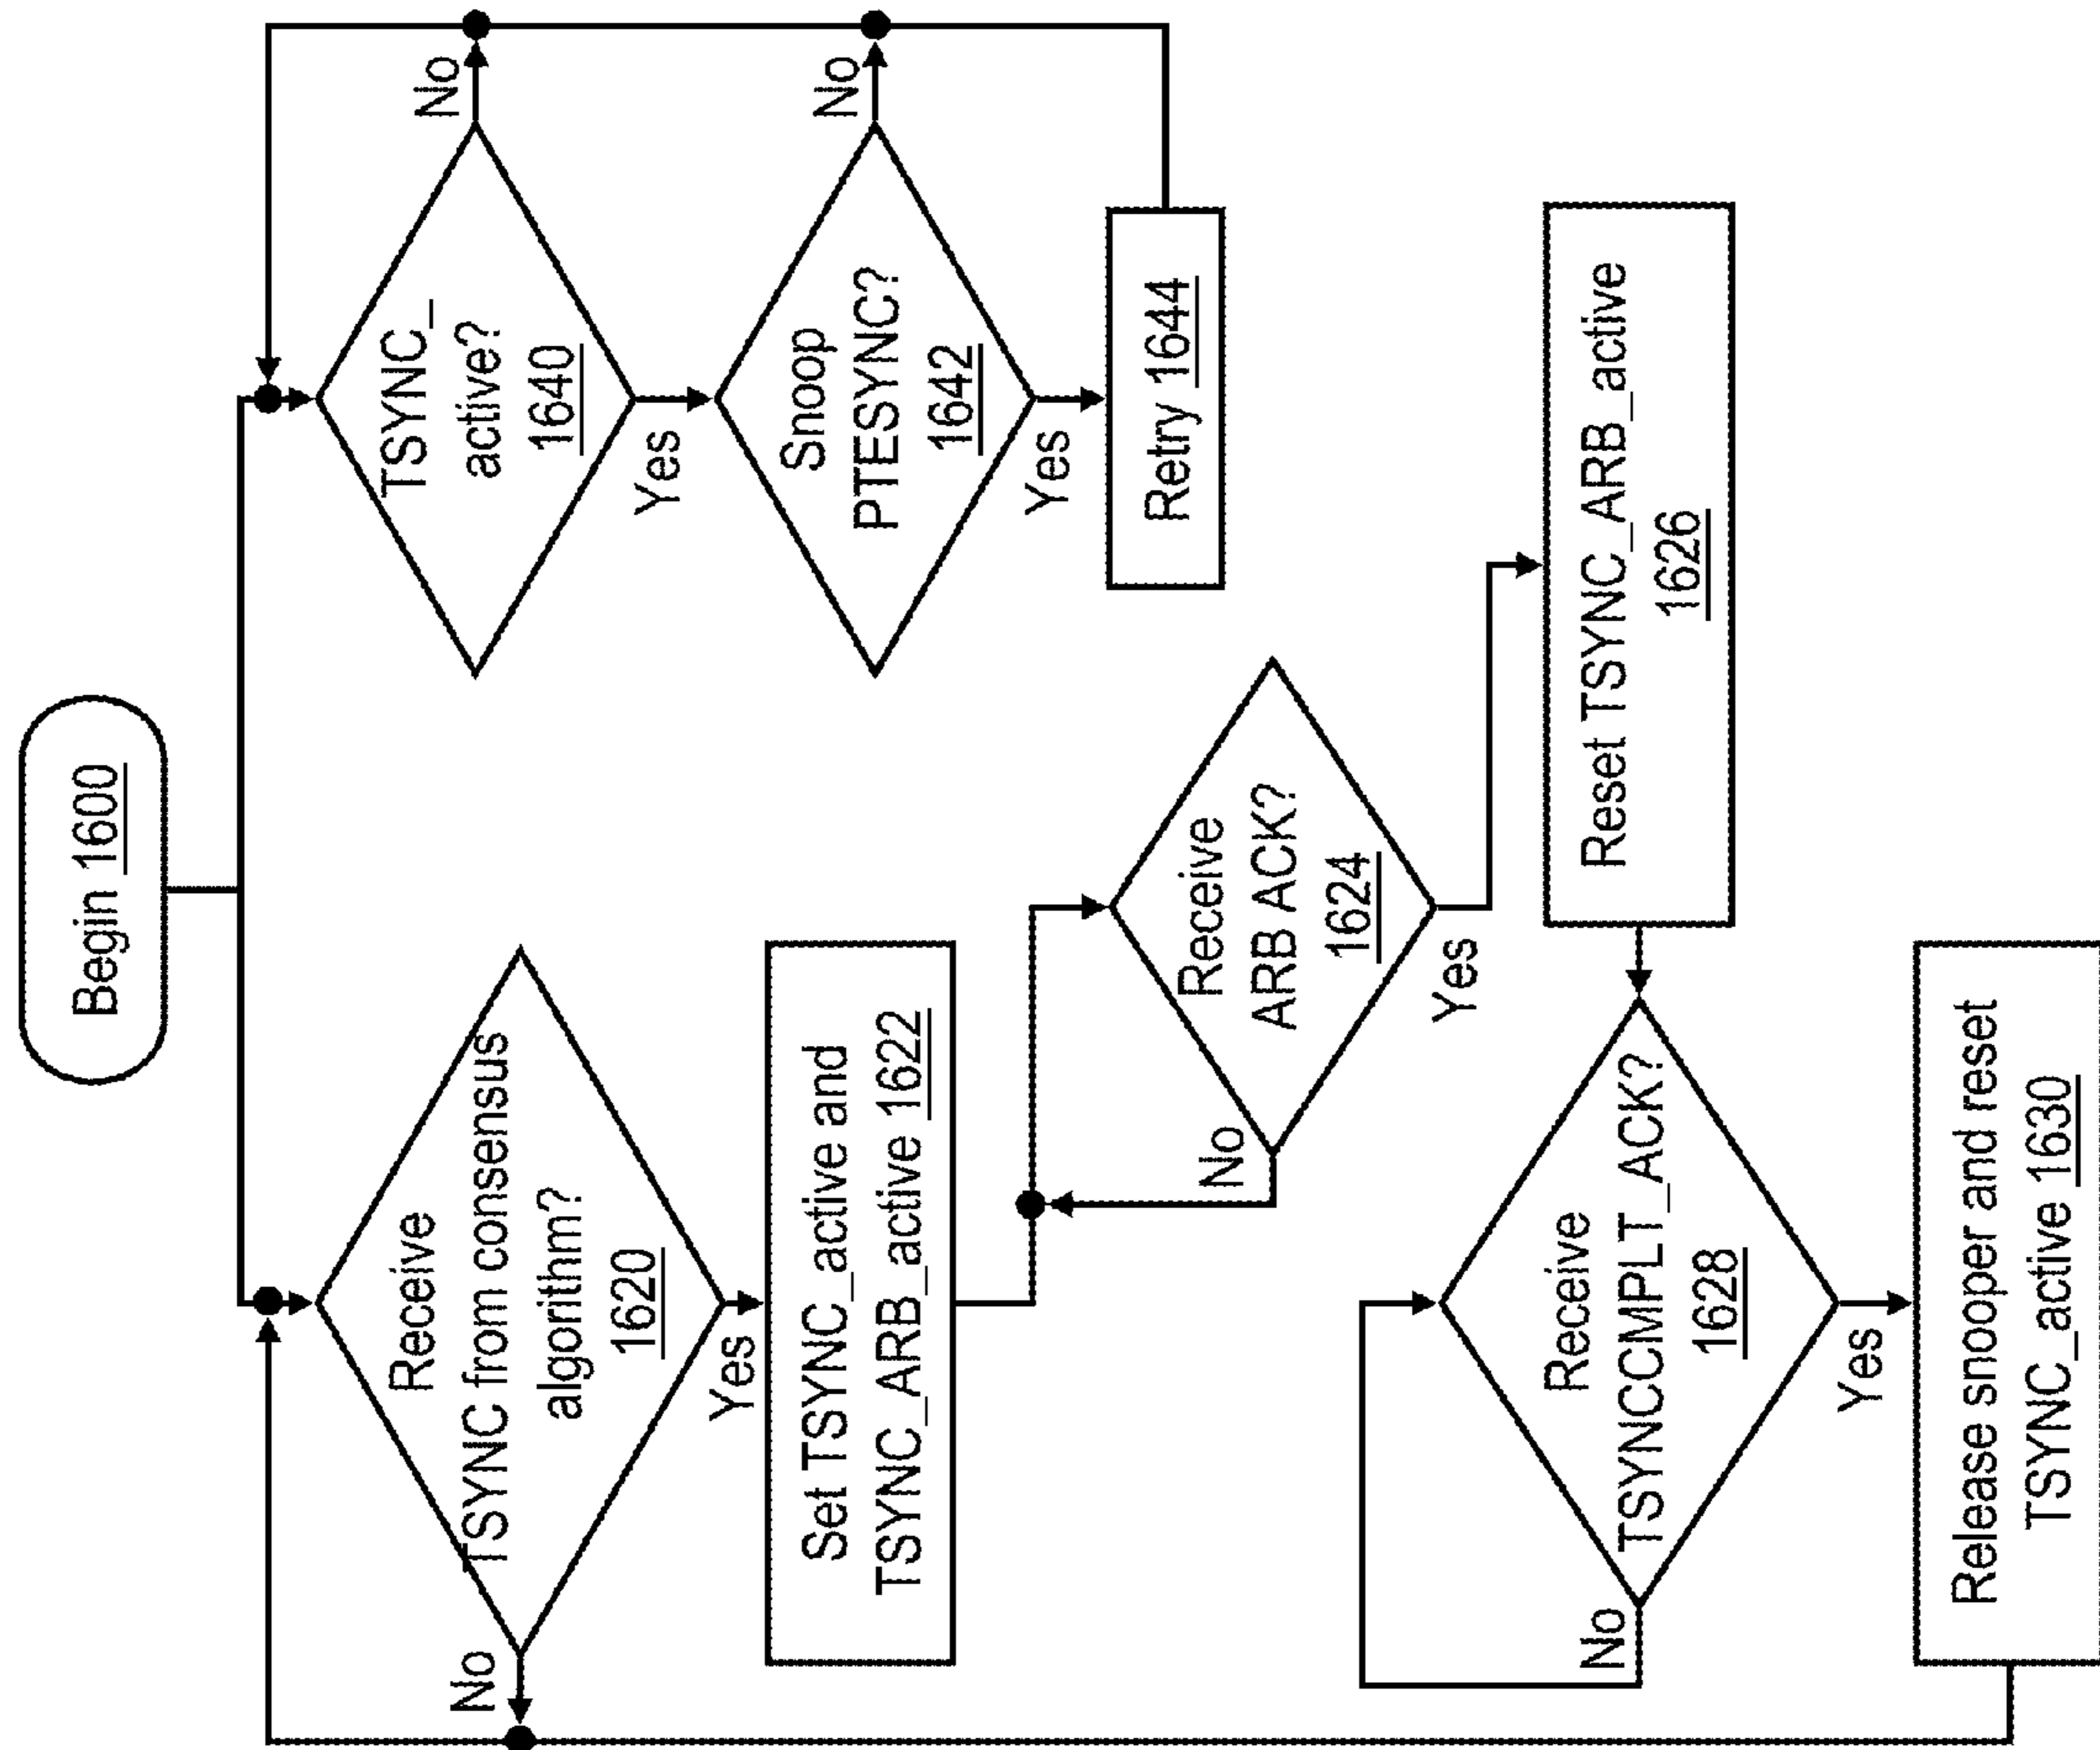 Begin 1600
Receive
TSYNC from consensus
algorithm?
1620
No
Yes
Set TSYNC_active and
TSYNC_ARB_active 1622
Receive
ARB ACK?
1624
No
Yes
Reset TSYNC_ARB_active
1626
Receive
TSYNCCMPLT_ACK?
1628
No
Yes
Release snooper and reset
TSYNC_active 1630
TSYNC_
active?
1640
No
Yes
Snoop
PTESYNC?
1642
No
Yes
Retry 1644